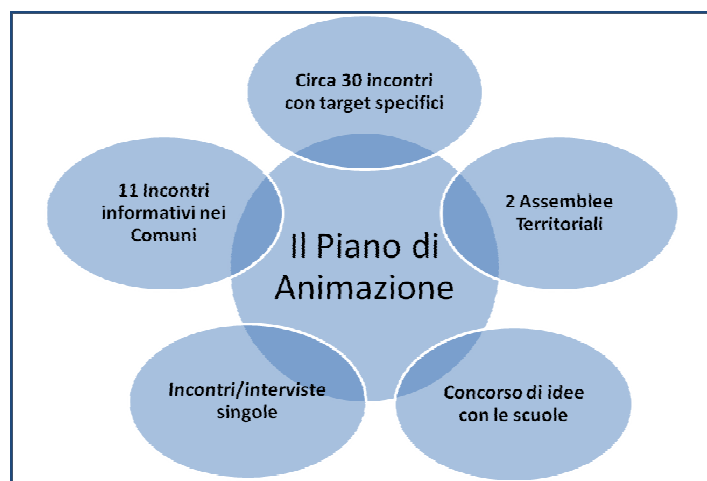 Circa 30 incontri
con target specifici
11 Incontri
informativi nei
Comuni
2 Assemblee
Territoriali
Il Piano di
Animazione
Incontri/interviste
singole
Concorso di idee
con le scuole